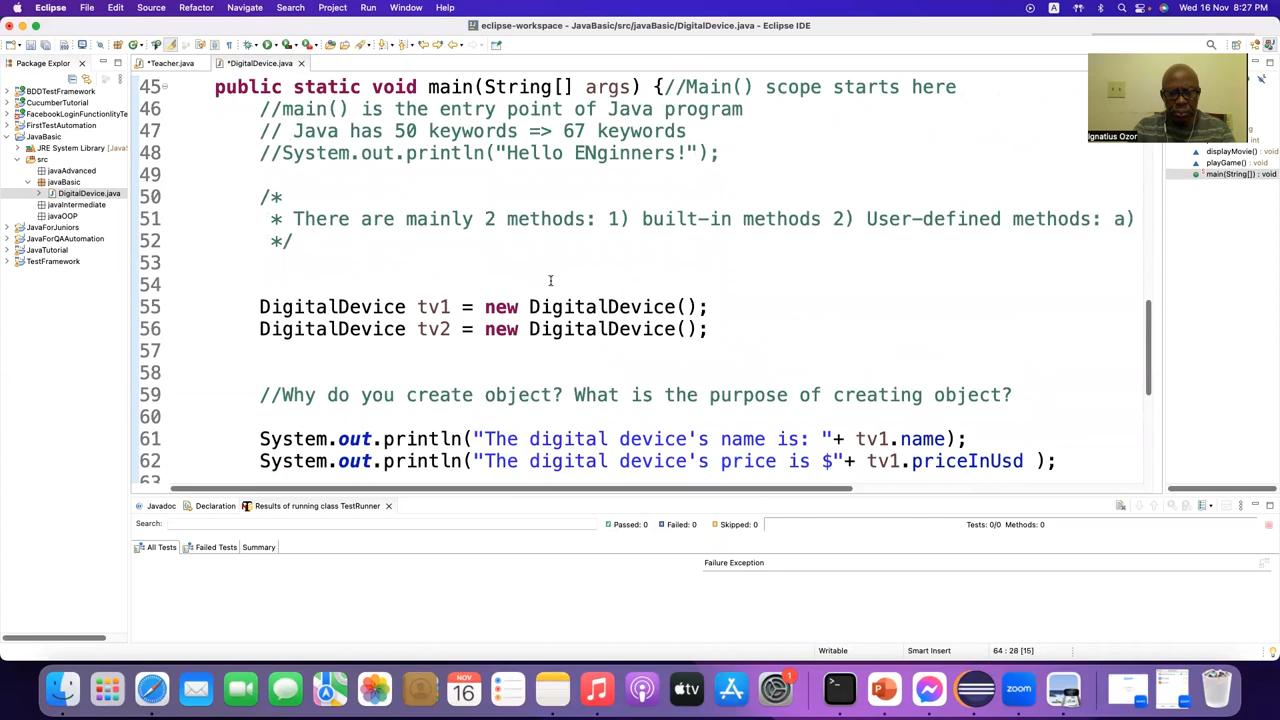 Eclipse File Edit Source Refactor Navigate Search Project Run Window Help
A
Wed 16 Nov 8:27 PM
eclipse-workspace - JavaBasic/src/javaBasic/DigitalDevice.java - Eclipse IDE
Package Explor
*Teacher.java
*DigitalDevice.java
BDDTestFramework
CucumberTutorial
FacebookLoginFunctionlityTe
FirstTestAutomation
JavaBasic
JRE System Library [Java
src
javaAdvanced
javaBasic
DigitalDevice.java
javaIntermediate
javaOOP
JavaForJuniors
JavaForQAAutomation
JavaTutorial
TestFramework
45 public static void main(String[] args) {//Main() scope starts here
46 //main() is the entry point of Java program
47 // Java has 50 keywords => 67 keywords
48 //System.out.println("Hello ENginners!");
49
50 /*
51 * There are mainly 2 methods: 1) built-in methods 2) User-defined methods: a)
52 */
53
54
55 DigitalDevice tv1 = new DigitalDevice();
56 DigitalDevice tv2 = new DigitalDevice();
57
58
59 //Why do you create object? What is the purpose of creating object?
60
61 System.out.println("The digital device's name is: "+ tv1.name);
62 System.out.println("The digital device's price is $"+ tv1.priceInUsd );
63
Ignatius Ozor
displayMovie() : void
playGame() : void
main(String[]) : void
Javadoc
Declaration
Results of running class TestRunner
Search:
Passed: 0
Failed: 0
Skipped: 0
Tests: 0/0 Methods: 0
All Tests
Failed Tests
Summary
Failure Exception
Writable
Smart Insert
64 : 28 [15]
NOV
16
tv
1
zoom